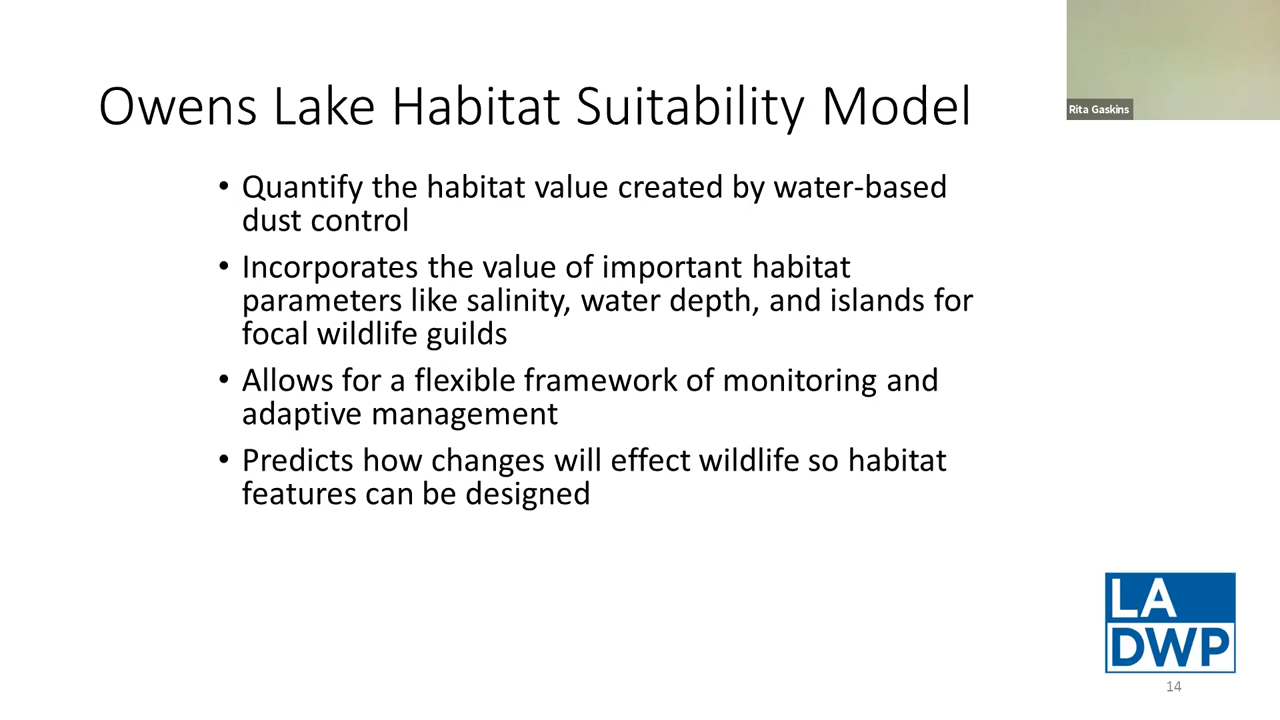 Rita Gaskins
Owens Lake Habitat Suitability Model
• Quantify the habitat value created by water-based
dust control
• Incorporates the value of important habitat
parameters like salinity, water depth, and islands for
focal wildlife guilds
• Allows for a flexible framework of monitoring and
adaptive management
• Predicts how changes will effect wildlife so habitat
features can be designed
LA
DWP
14